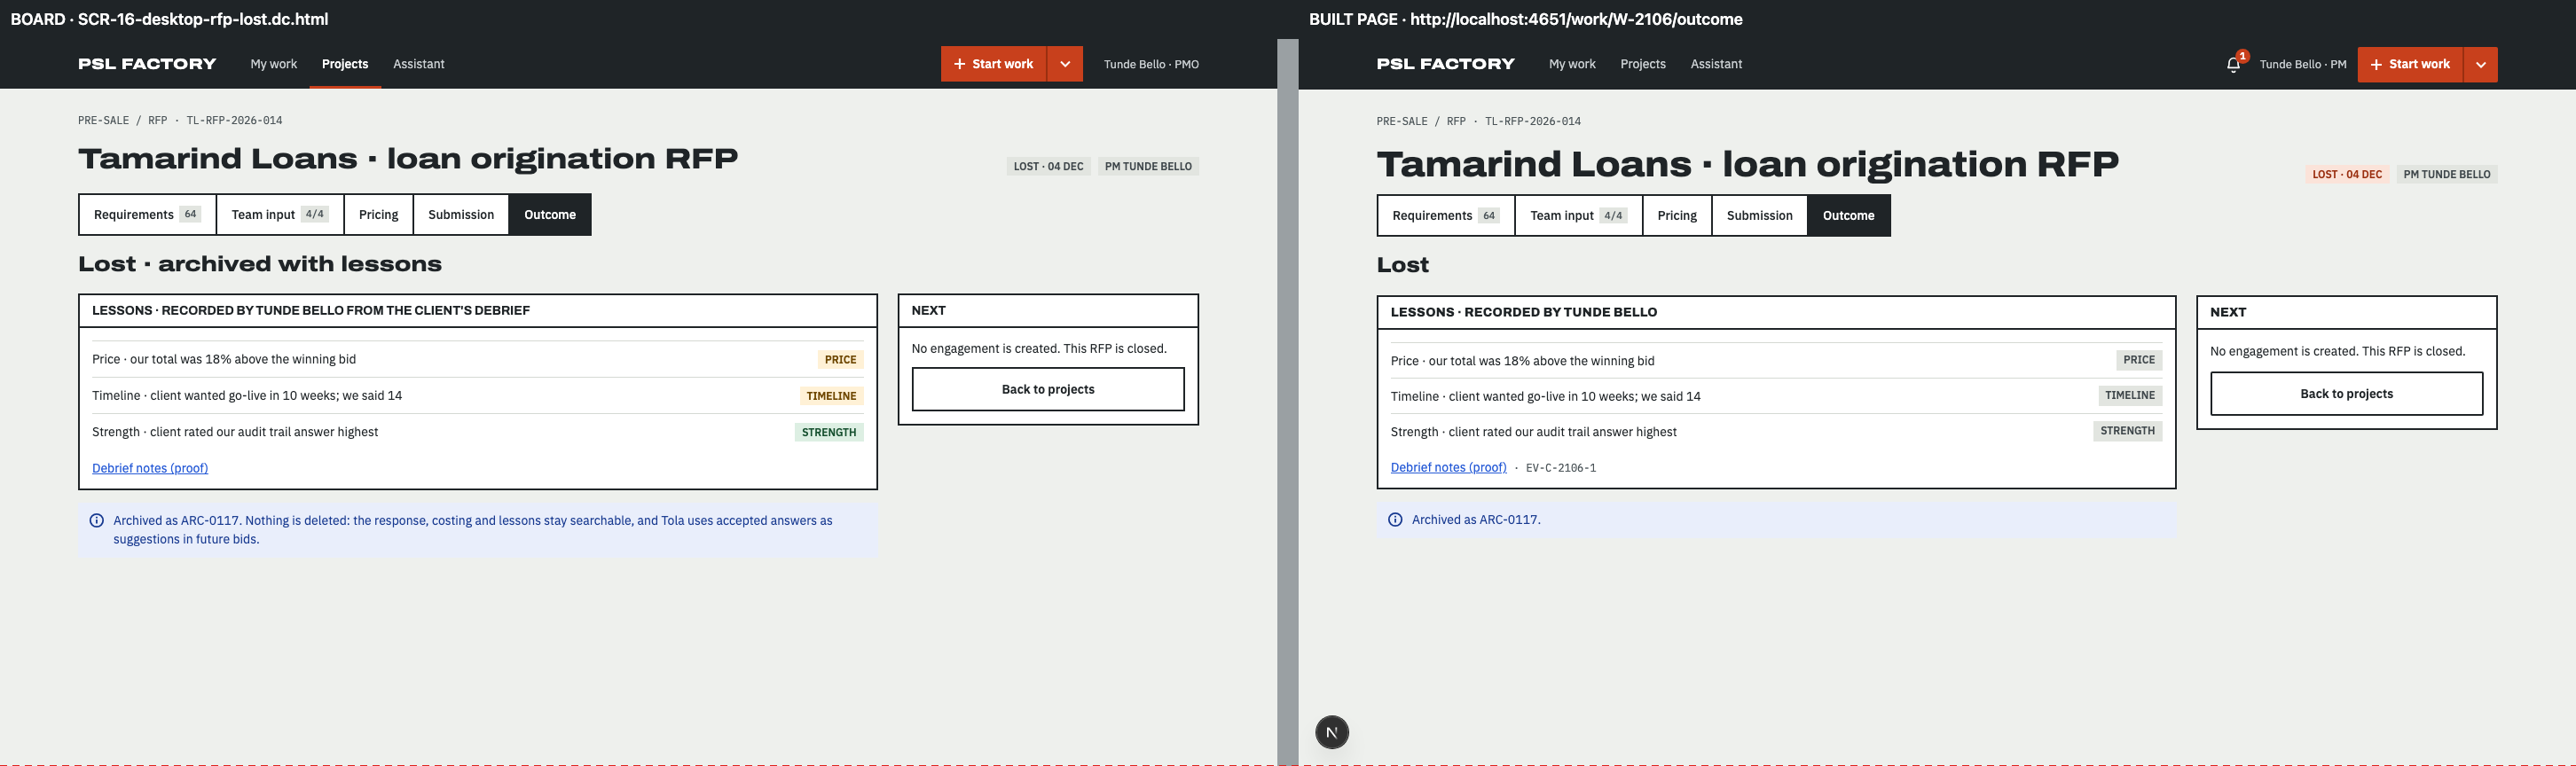 BOARD · SCR-16-desktop-rfp-lost.dc.html
PSL FACTORY
My work
Projects
Assistant
+ Start work
Tunde Bello · PMO
PRE-SALE / RFP · TL-RFP-2026-014
Tamarind Loans · loan origination RFP
LOST · 04 DEC
PM TUNDE BELLO
Requirements 64
Team input 4/4
Pricing
Submission
Outcome
Lost · archived with lessons
LESSONS · RECORDED BY TUNDE BELLO FROM THE CLIENT'S DEBRIEF
Price · our total was 18% above the winning bid
PRICE
Timeline · client wanted go-live in 10 weeks; we said 14
TIMELINE
Strength · client rated our audit trail answer highest
STRENGTH
Debrief notes (proof)
NEXT
No engagement is created. This RFP is closed.
Back to projects
Archived as ARC-0117. Nothing is deleted: the response, costing and lessons stay searchable, and Tola uses accepted answers as
suggestions in future bids.
BUILT PAGE · http://localhost:4651/work/W-2106/outcome
PSL FACTORY
My work
Projects
Assistant
1
Tunde Bello · PM
+ Start work
PRE-SALE / RFP · TL-RFP-2026-014
Tamarind Loans · loan origination RFP
LOST · 04 DEC
PM TUNDE BELLO
Requirements 64
Team input 4/4
Pricing
Submission
Outcome
Lost
LESSONS · RECORDED BY TUNDE BELLO
Price · our total was 18% above the winning bid
PRICE
Timeline · client wanted go-live in 10 weeks; we said 14
TIMELINE
Strength · client rated our audit trail answer highest
STRENGTH
Debrief notes (proof) · EV-C-2106-1
NEXT
No engagement is created. This RFP is closed.
Back to projects
Archived as ARC-0117.
N